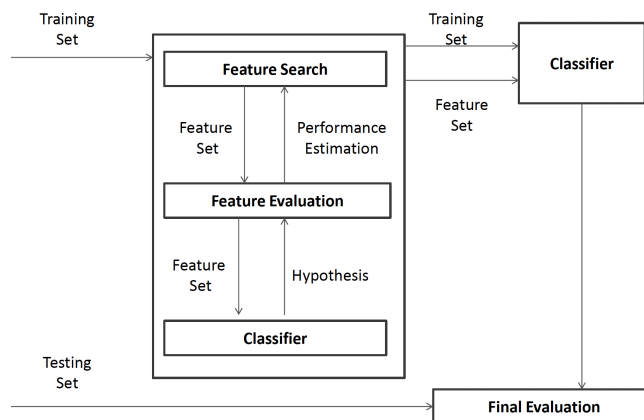 Training
Set
Feature Search
Feature
Set
Performance
Estimation
Feature Evaluation
Feature
Set
Hypothesis
Classifier
Training
Set
Feature
Set
Classifier
Testing
Set
Final Evaluation